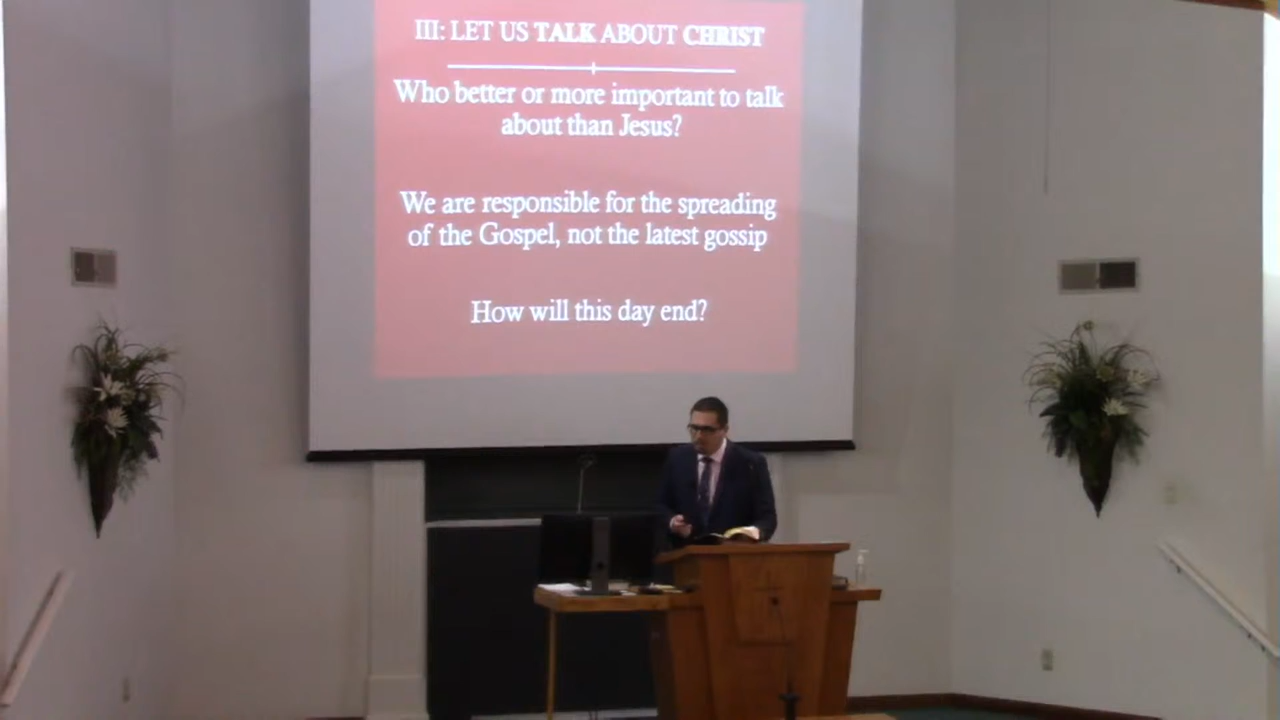 III: LET US TALK ABOUT CHRIST
Who better or more important to talk
about than Jesus?
We are responsible for the spreading
of the Gospel, not the latest gossip
How will this day end?